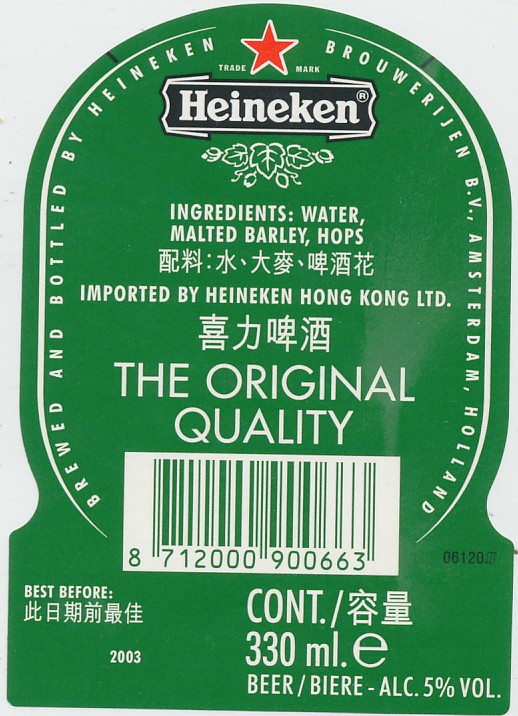 BREWED AND BOTTLED BY HEINEKEN BROUWERIJEN B.V., AMSTERDAM, HOLLAND
TRADE MARK
Heineken®
INGREDIENTS: WATER,
MALTED BARLEY, HOPS
配料:水、大麥、啤酒花
IMPORTED BY HEINEKEN HONG KONG LTD.
喜力啤酒
THE ORIGINAL
QUALITY
8 712000 900663
06120
BEST BEFORE:
此日期前最佳
2003
CONT./容量
330 ml. e
BEER / BIERE - ALC. 5% VOL.